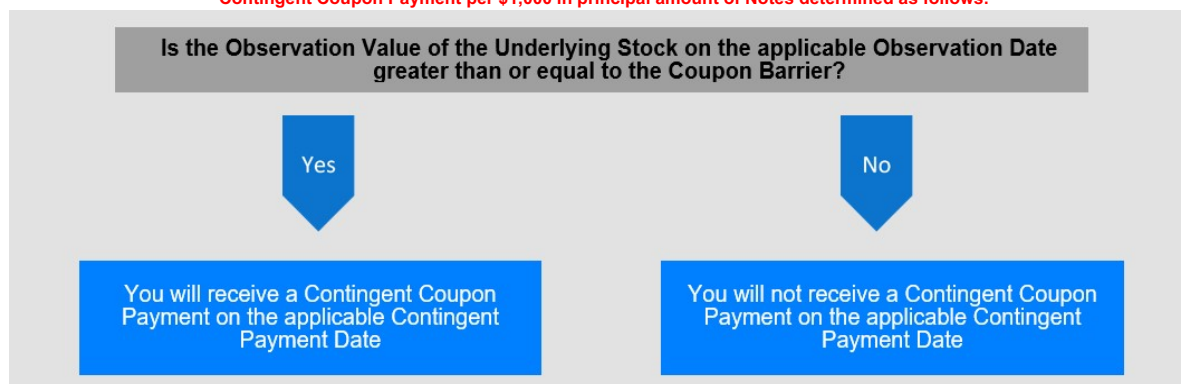 Contingent Coupon Payment per $1,000 in principal amount of Notes determined as follows:
Is the Observation Value of the Underlying Stock on the applicable Observation Date
greater than or equal to the Coupon Barrier?
Yes
No
You will receive a Contingent Coupon
Payment on the applicable Contingent
Payment Date
You will not receive a Contingent Coupon
Payment on the applicable Contingent
Payment Date